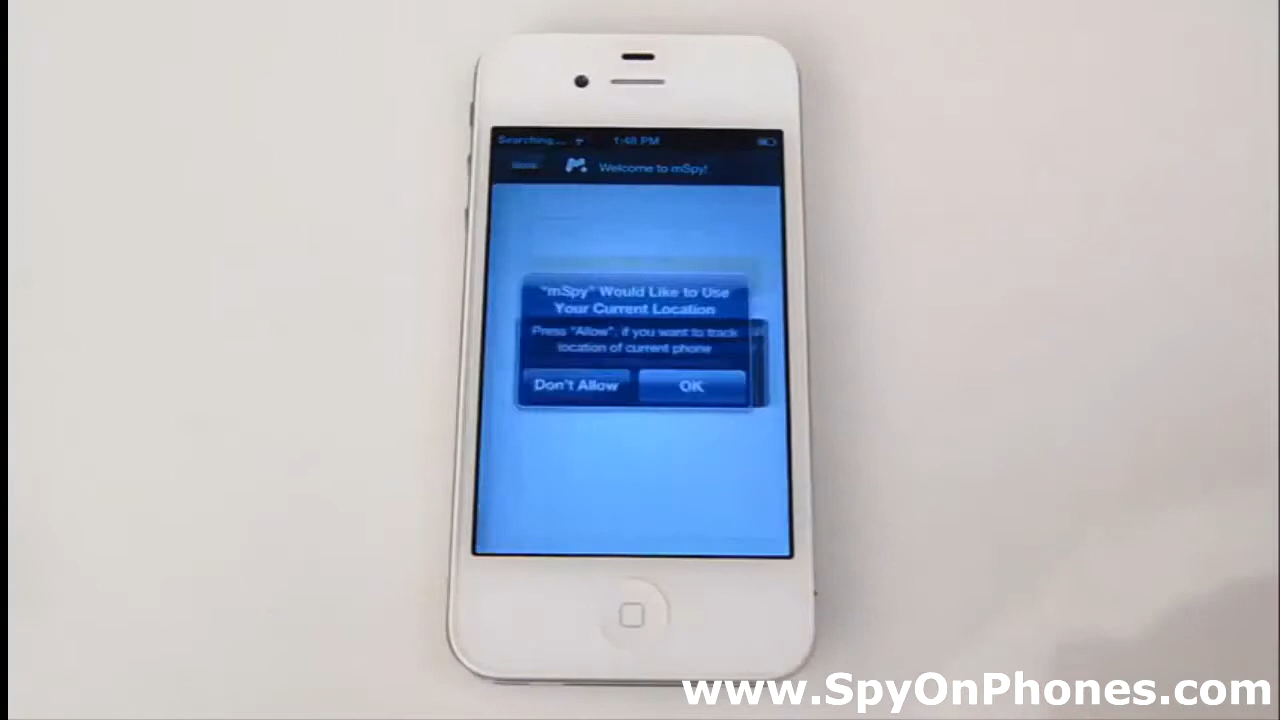 Searching...
1:48 PM
Welcome to mSpy!
"mSpy" Would Like to Use
Your Current Location
Press "Allow", if you want to track
location of current phone
Don't Allow
OK
www.SpyOnPhones.com